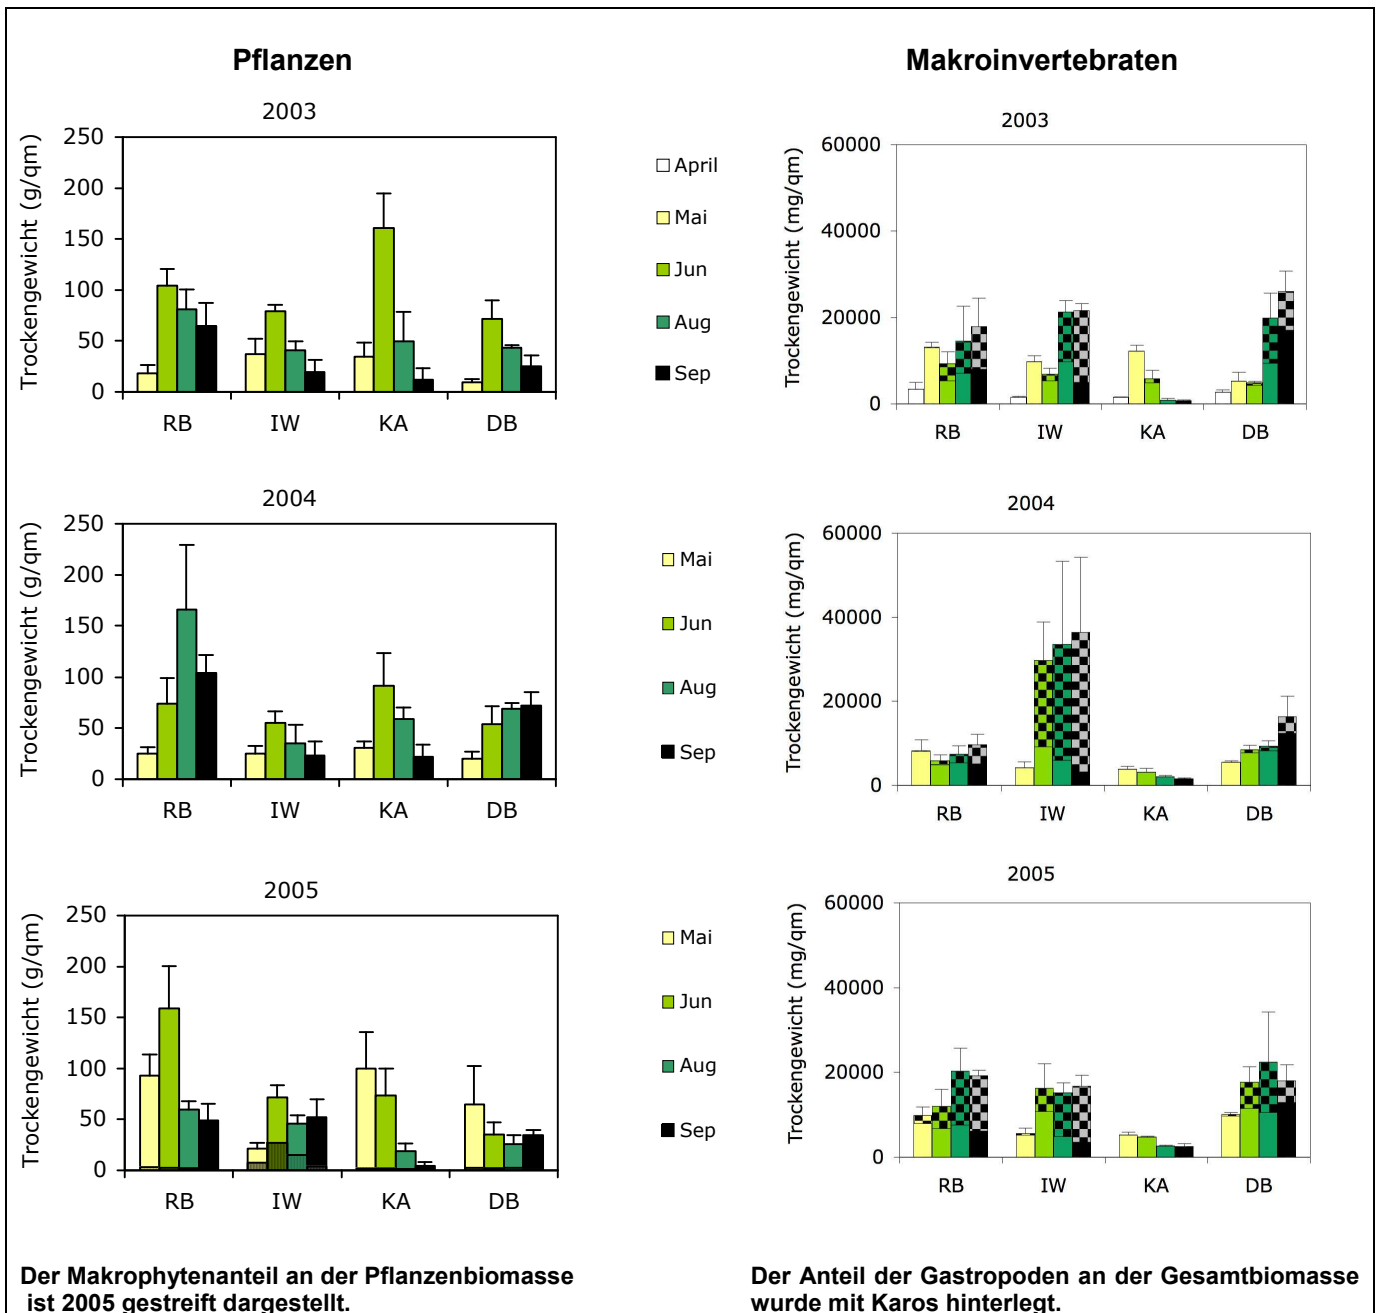 Pflanzen
Makroinvertebraten
2003
Trockengewicht (g/qm)
250
200
150
100
50
0
RB IW KA DB
April
Mai
Jun
Aug
Sep
2003
Trockengewicht (mg/qm)
60000
40000
20000
0
RB IW KA DB
2004
Trockengewicht (g/qm)
250
200
150
100
50
0
RB IW KA DB
Mai
Jun
Aug
Sep
2004
Trockengewicht (mg/qm)
60000
40000
20000
0
RB IW KA DB
2005
Trockengewicht (g/qm)
250
200
150
100
50
0
RB IW KA DB
Mai
Jun
Aug
Sep
2005
Trockengewicht (mg/qm)
60000
40000
20000
0
RB IW KA DB
Der Makrophytenanteil an der Pflanzenbiomasse
ist 2005 gestreift dargestellt.
Der Anteil der Gastropoden an der Gesamtbiomasse
wurde mit Karos hinterlegt.